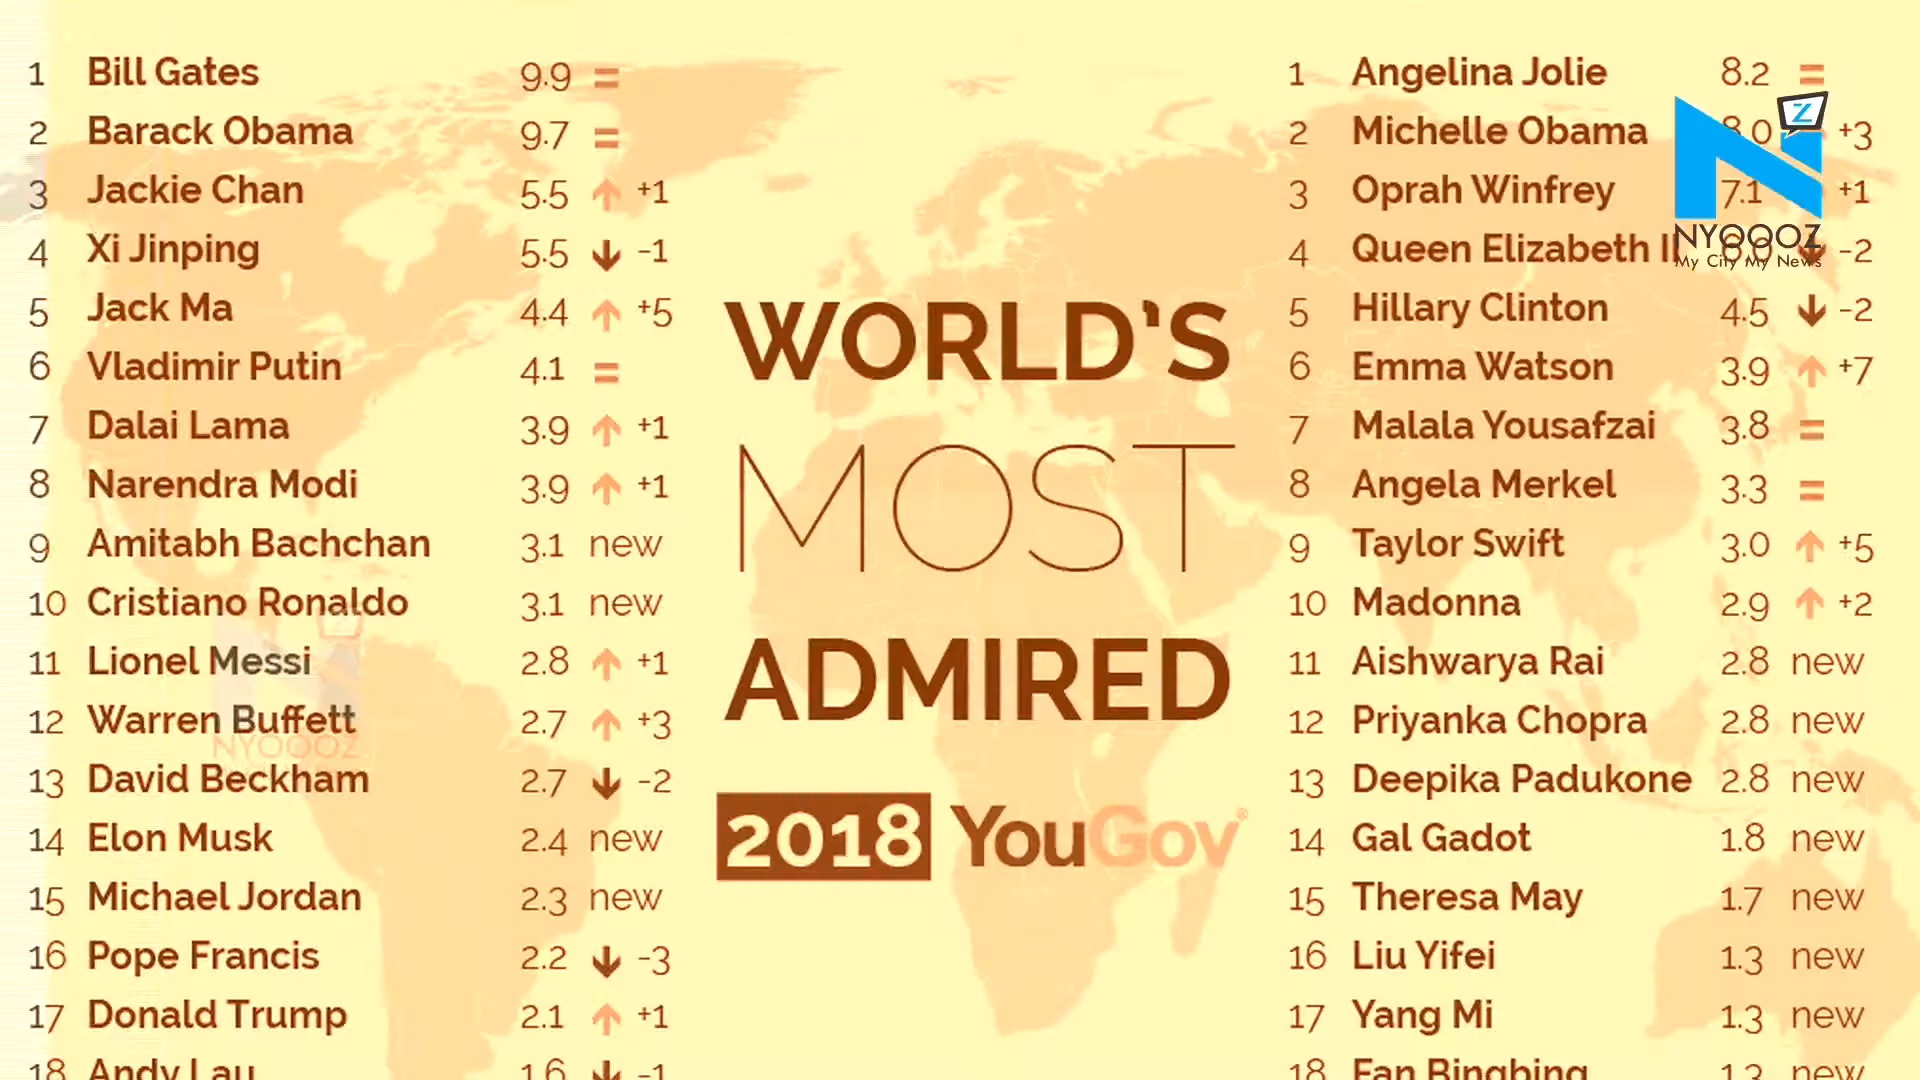 1 Bill Gates 9.9 =
2 Barack Obama 9.7 =
3 Jackie Chan 5.5 ↑ +1
4 Xi Jinping 5.5 ↓ -1
5 Jack Ma 4.4 ↑ +5
6 Vladimir Putin 4.1 =
7 Dalai Lama 3.9 ↑ +1
8 Narendra Modi 3.9 ↑ +1
9 Amitabh Bachchan 3.1 new
10 Cristiano Ronaldo 3.1 new
11 Lionel Messi 2.8 ↑ +1
12 Warren Buffett 2.7 ↑ +3
NYOOOZ
13 David Beckham 2.7 ↓ -2
14 Elon Musk 2.4 new
15 Michael Jordan 2.3 new
16 Pope Francis 2.2 ↓ -3
17 Donald Trump 2.1 ↑ +1
18 Andy Lau 1.6 ↓ -1
WORLD'S
MOST
ADMIRED
2018 YouGov®
1 Angelina Jolie 8.2 =
2 Michelle Obama 8.0 +3
3 Oprah Winfrey 7.1 +1
4 Queen Elizabeth II ↓ -2
5 Hillary Clinton 4.5 ↓ -2
6 Emma Watson 3.9 ↑ +7
7 Malala Yousafzai 3.8 =
8 Angela Merkel 3.3 =
9 Taylor Swift 3.0 ↑ +5
10 Madonna 2.9 ↑ +2
11 Aishwarya Rai 2.8 new
12 Priyanka Chopra 2.8 new
13 Deepika Padukone 2.8 new
14 Gal Gadot 1.8 new
15 Theresa May 1.7 new
16 Liu Yifei 1.3 new
17 Yang Mi 1.3 new
18 Fan Bingbing 1.3 new
Z
NYOOOZ
My City My News